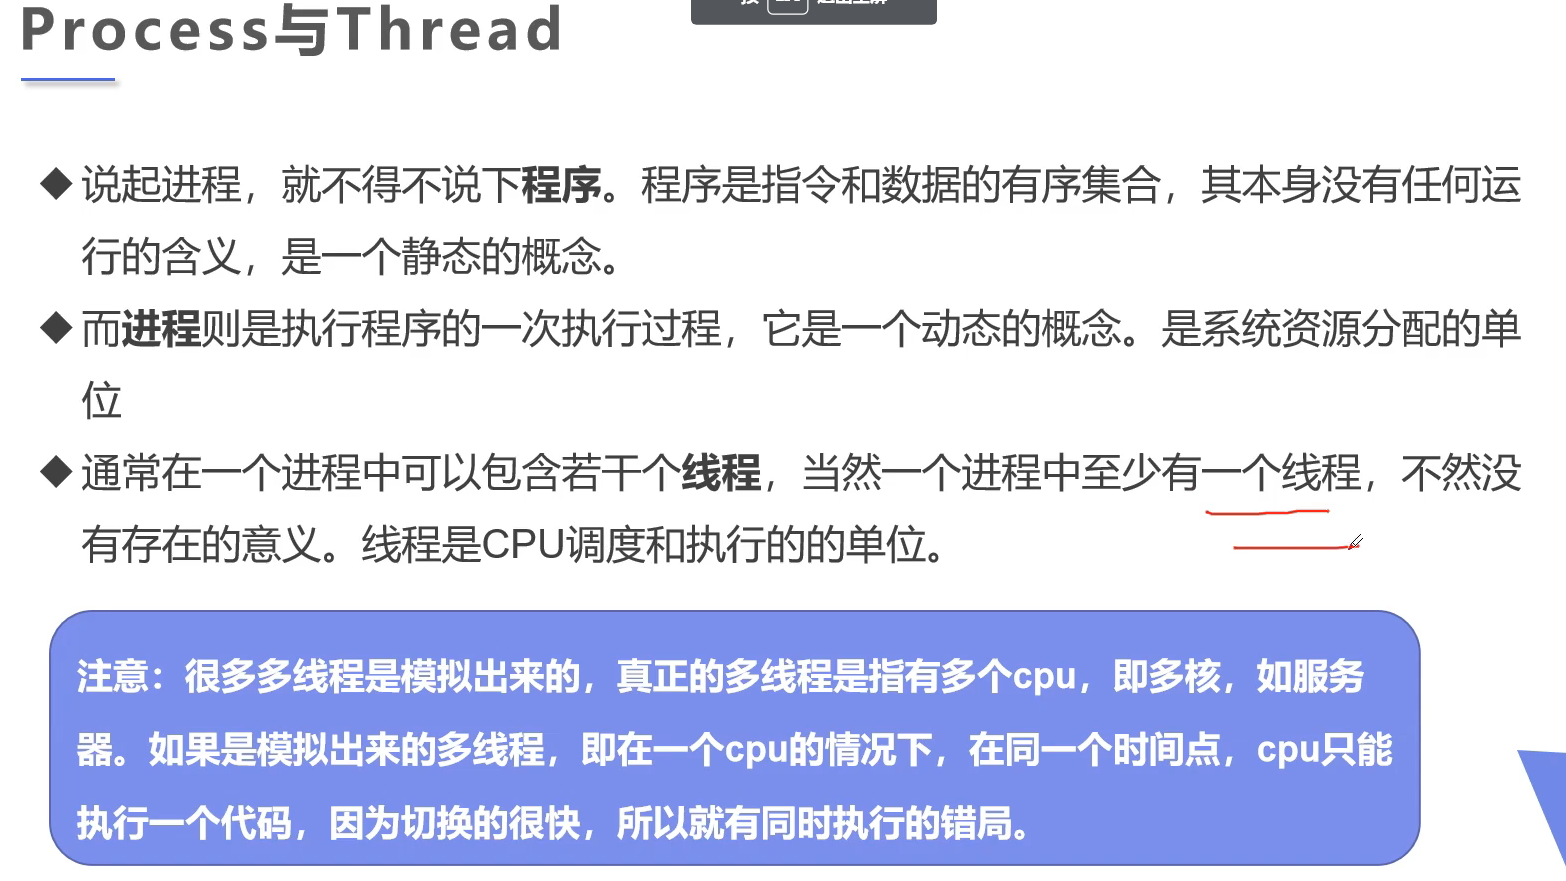 Process与Thread
◆ 说起进程，就不得不说下程序。程序是指令和数据的有序集合，其本身没有任何运
行的含义，是一个静态的概念。
◆ 而进程则是执行程序的一次执行过程，它是一个动态的概念。是系统资源分配的单
位
◆ 通常在一个进程中可以包含若干个线程，当然一个进程中至少有一个线程，不然没
有存在的意义。线程是CPU调度和执行的的单位。
注意：很多多线程是模拟出来的，真正的多线程是指有多个cpu，即多核，如服务
器。如果是模拟出来的多线程，即在一个cpu的情况下，在同一个时间点，cpu只能
执行一个代码，因为切换的很快，所以就有同时执行的错局。